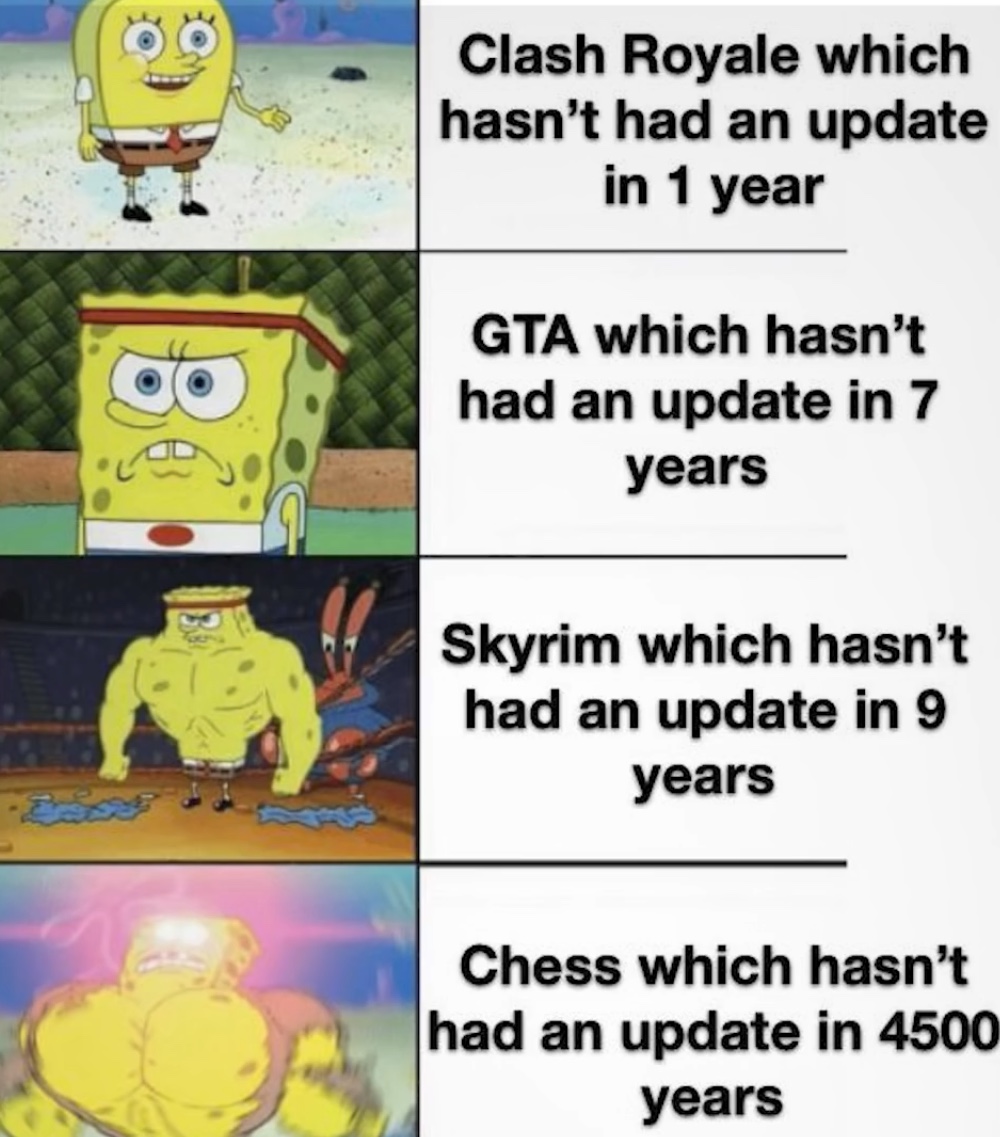 Clash Royale which
hasn’t had an update
in 1 year
GTA which hasn’t
had an update in 7
years
Skyrim which hasn’t
had an update in 9
years
Chess which hasn’t
had an update in 4500
years